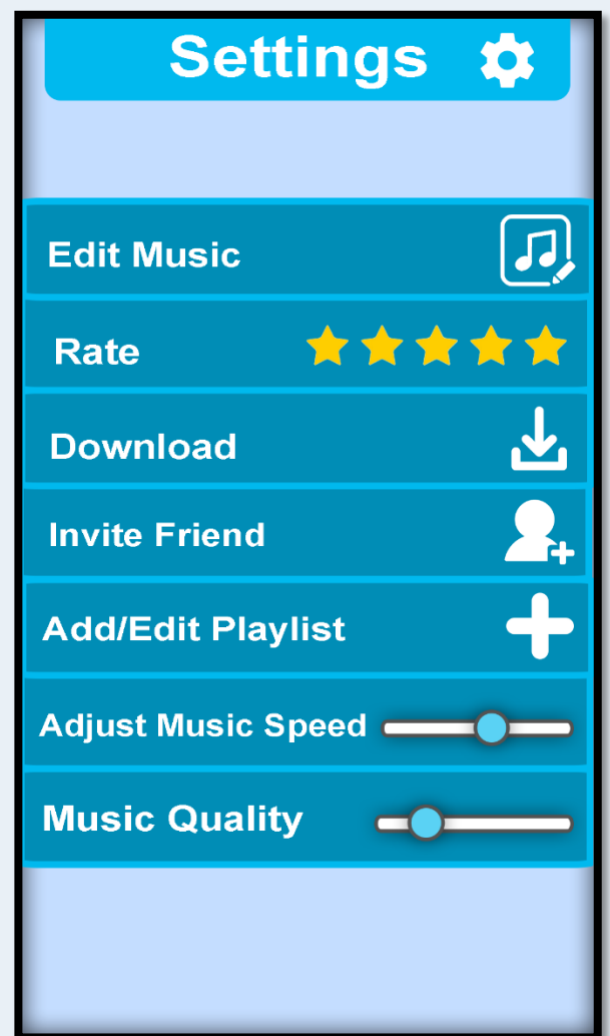 Settings
Edit Music
Rate
Download
Invite Friend
Add/Edit Playlist
Adjust Music Speed
Music Quality